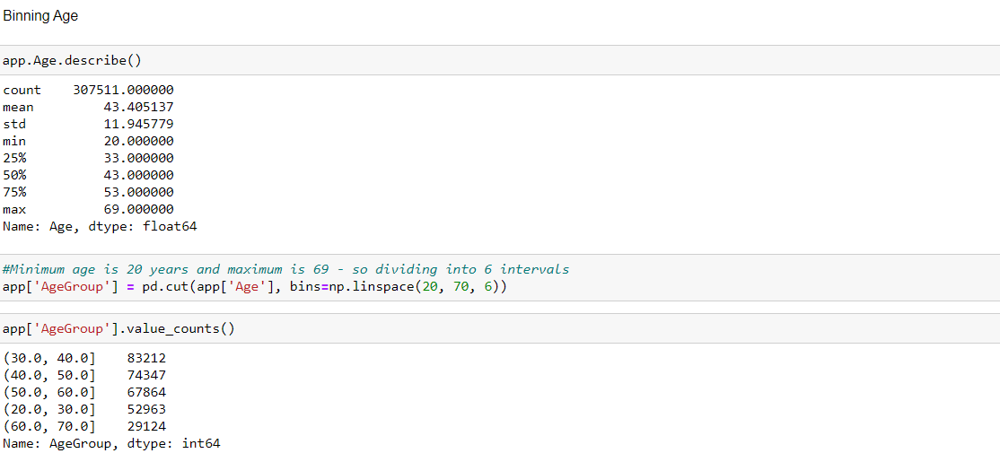 Binning Age
app.Age.describe()
count    307511.000000
mean         43.405137
std          11.945779
min          20.000000
25%          33.000000
50%          43.000000
75%          53.000000
max          69.000000
Name: Age, dtype: float64
#Minimum age is 20 years and maximum is 69 - so dividing into 6 intervals
app['AgeGroup'] = pd.cut(app['Age'], bins=np.linspace(20, 70, 6))
app['AgeGroup'].value_counts()
(30.0, 40.0]    83212
(40.0, 50.0]    74347
(50.0, 60.0]    67864
(20.0, 30.0]    52963
(60.0, 70.0]    29124
Name: AgeGroup, dtype: int64